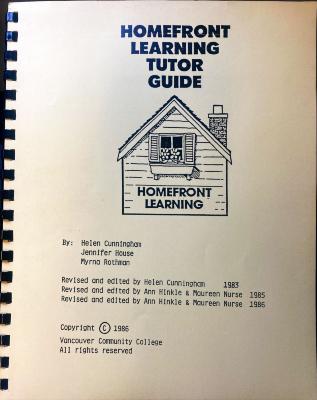 HOMEFRONT
LEARNING
TUTOR
GUIDE
HOMEFRONT
LEARNING
By: Helen Cunningham
Jennifer House
Myrna Rothman
Revised and edited by Helen Cunningham 1983
Revised and edited by Ann Hinkle & Maureen Nurse 1985
Revised and edited by Ann Hinkle & Maureen Nurse 1986
Copyright © 1986
Vancouver Community College
All rights reserved